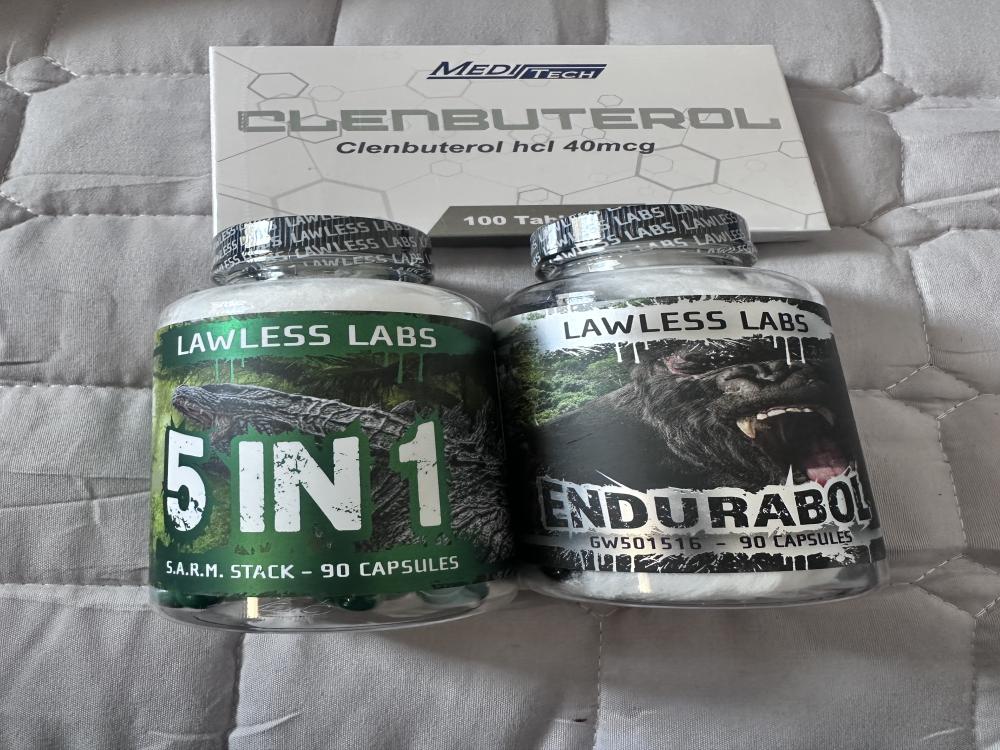 MEDITECH
CLENBUTEROL
Clenbuterol hcl 40mcg
100
LAWLESS LABS
LAWLESS LABS
LAWLESS LABS
5 IN 1
S.A.R.M. STACK - 90 CAPSULES
LAWLESS LABS
ENDURABOL
GW501516 - 90 CAPSULES